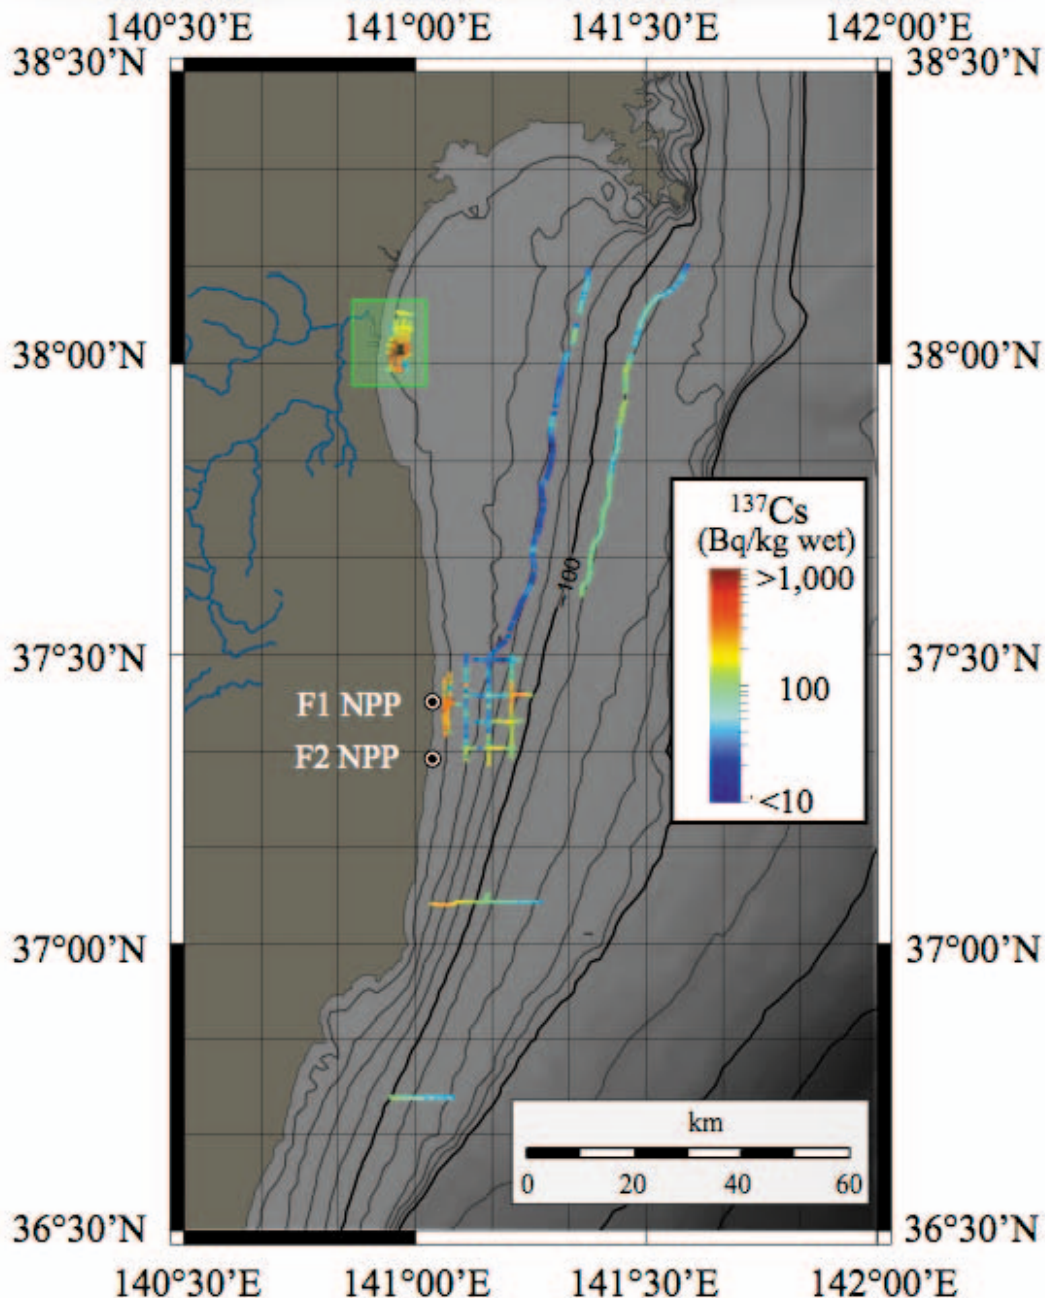 140°30’E 141°00’E 141°30’E 142°00’E
38°30’N 38°30’N
38°00’N 38°00’N
137Cs
(Bq/kg wet)
>1,000
-100
37°30’N 37°30’N
100
F1 NPP
F2 NPP
<10
37°00’N 37°00’N
km
0 20 40 60
36°30’N 36°30’N
140°30’E 141°00’E 141°30’E 142°00’E